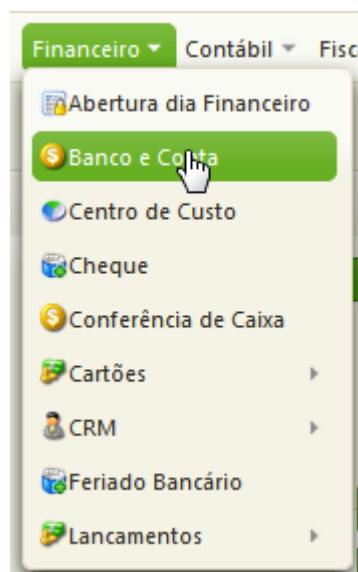 Financeiro Contábil Fisc
Abertura dia Financeiro
Banco e Conta
Centro de Custo
Cheque
Conferência de Caixa
Cartões
CRM
Feriado Bancário
Lancamentos